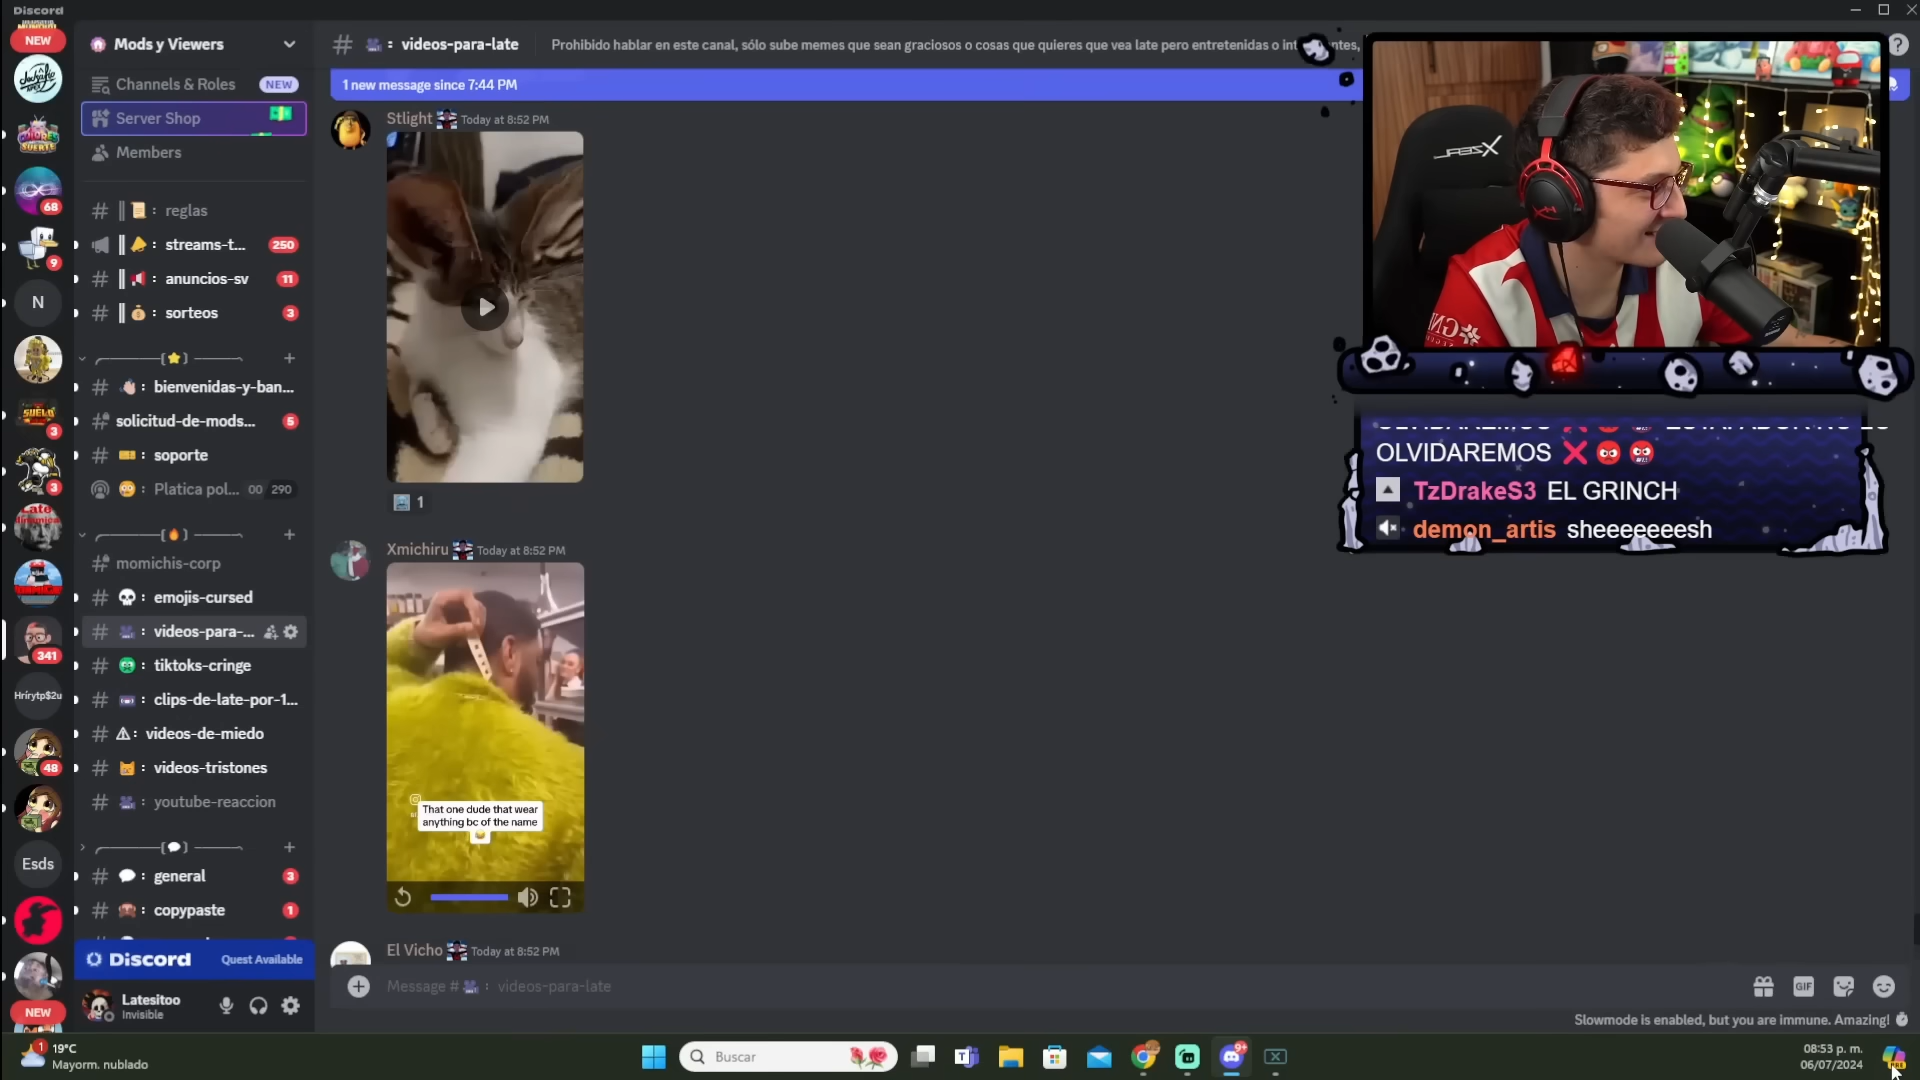 Discord
NEW
Mods y Viewers
Channels & Roles NEW
Server Shop
Members
reglas
streams-t... 250
anuncios-sv 11
sorteos 3
bienvenidas-y-ban...
solicitud-de-mods... 5
soporte
Platica pol... 00 290
momichis-corp
emojis-cursed
videos-para-...
tiktoks-cringe
clips-de-late-por-1...
videos-de-miedo
videos-tristones
youtube-reaccion
general 3
copypaste 1
Discord Quest Available
Latesitoo
Invisible
68
9
N
SUELO
3
3
341
Hrírytp$2u
48
Esds
NEW
videos-para-late
Prohibido hablar en este canal, sólo sube memes que sean graciosos o cosas que quieres que vea late pero entretenidas o int
1 new message since 7:44 PM
Stlight Today at 8:52 PM
1
Xmichiru Today at 8:52 PM
That one dude that wear
anything bc of the name
El Vicho Today at 8:52 PM
Message # : videos-para-late
GIF
Slowmode is enabled, but you are immune. Amazing!
OLVIDAREMOS ❌
TzDrakeS3 EL GRINCH
demon_artis sheeeeeeesh
1
19°C
Mayorm. nublado
Buscar
9+
08:53 p. m.
06/07/2024